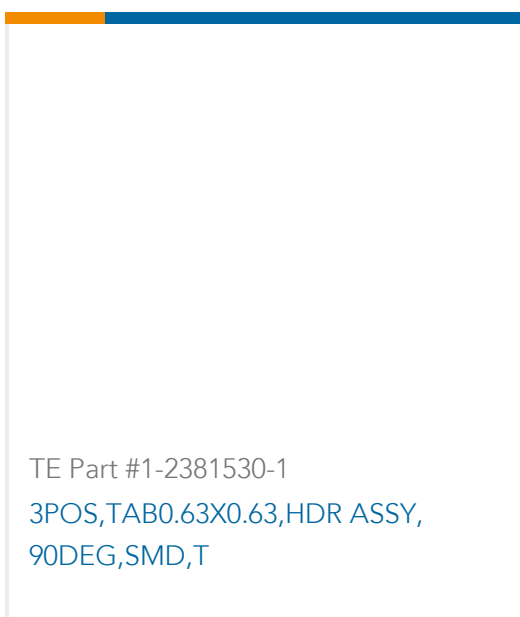 TE Part #1-2381530-1
3POS,TAB0.63X0.63,HDR ASSY,
90DEG,SMD,T